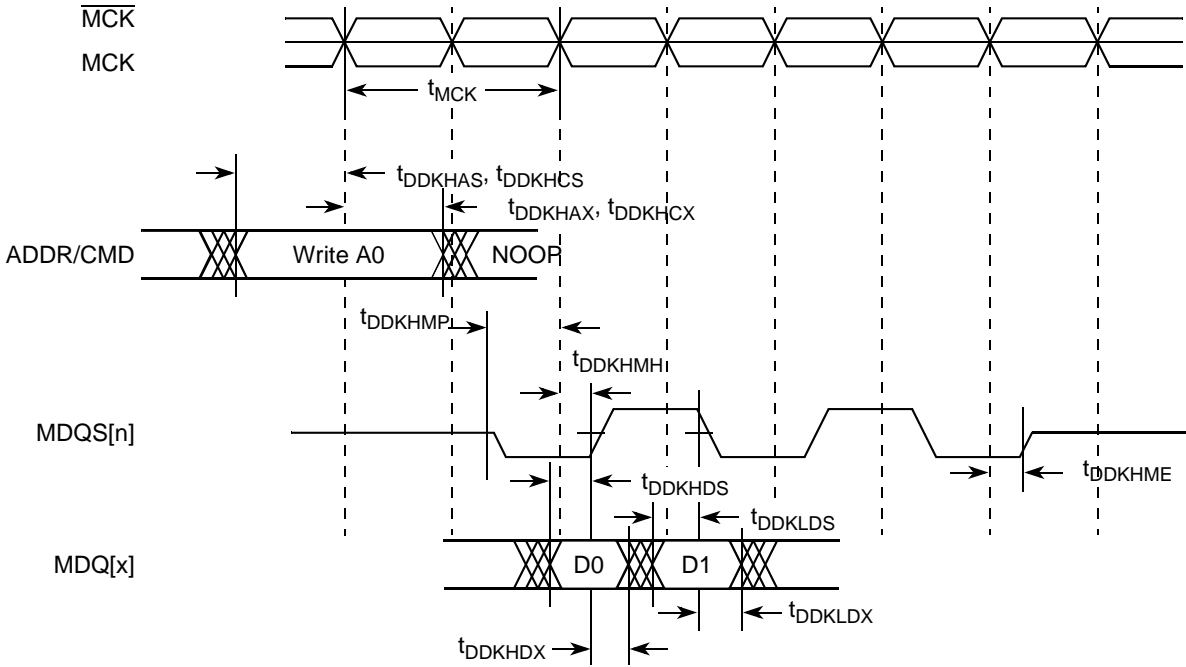 MCK
MCK
tMCK
tDDKHAS, tDDKHCS
tDDKHAX, tDDKHCX
ADDR/CMD
Write A0
NOOP
tDDKHMP
tDDKHMH
MDQS[n]
tDDKHME
tDDKHDS
tDDKLDS
MDQ[x]
D0
D1
tDDKLDX
tDDKHDX